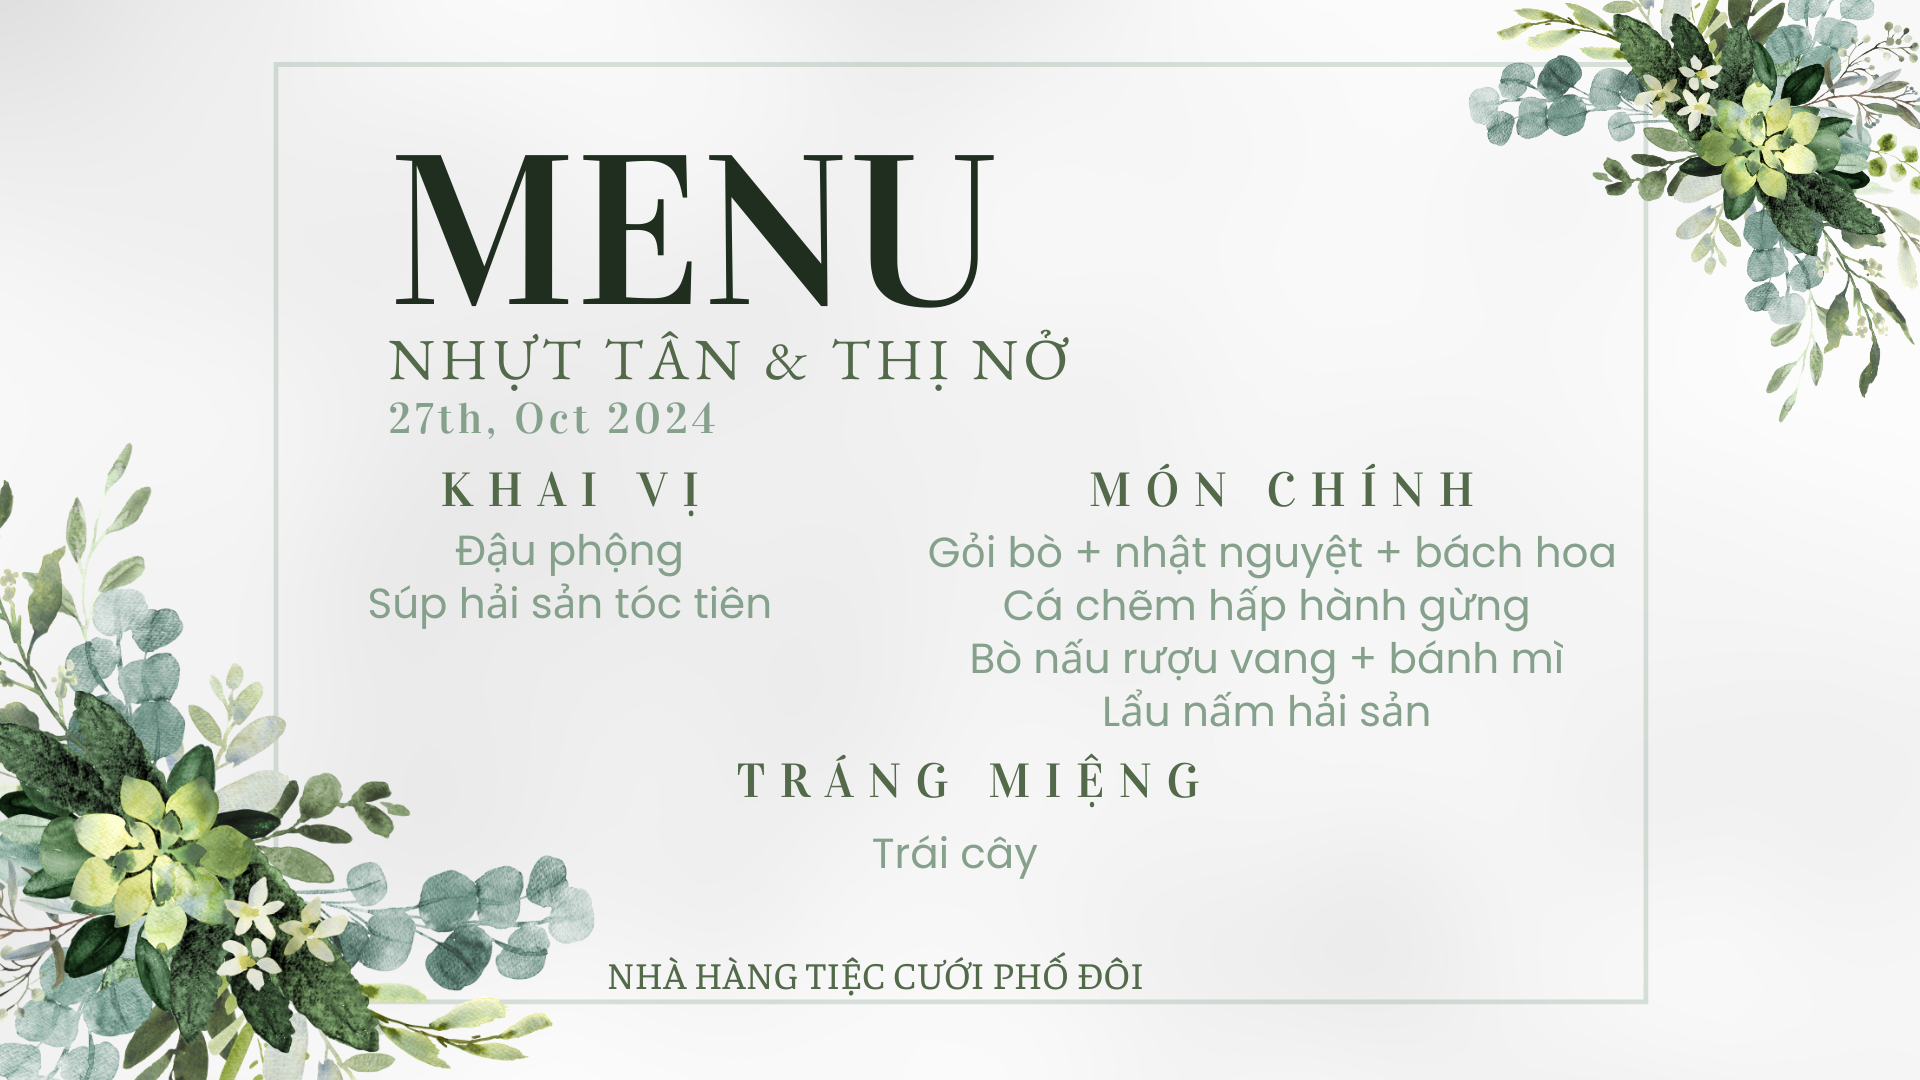 MENU
NHỰT TÂN & THỊ NỞ
27th, Oct 2024
KHAI VỊ
Đậu phộng
Súp hải sản tóc tiên
MÓN CHÍNH
Gỏi bò + nhật nguyệt + bách hoa
Cá chẽm hấp hành gừng
Bò nấu rượu vang + bánh mì
Lẩu nấm hải sản
TRÁNG MIỆNG
Trái cây
NHÀ HÀNG TIỆC CƯỚI PHỐ ĐÔI